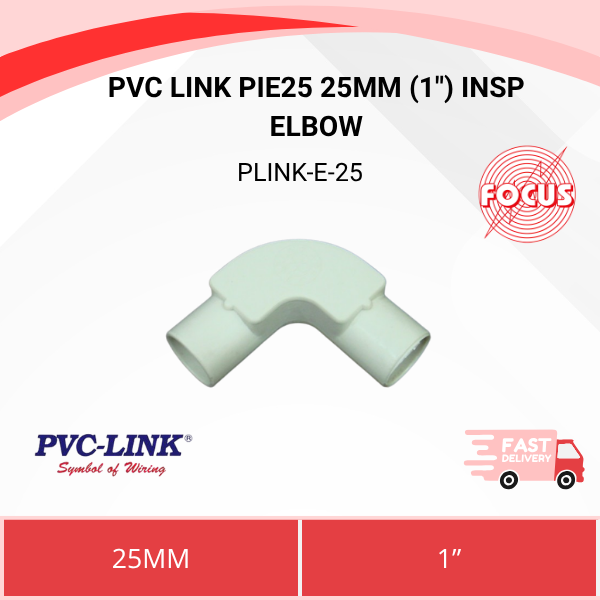 PVC LINK PIE25 25MM (1") INSP
ELBOW
PLINK-E-25
FOCUS
PVC-LINK®
Symbol of Wiring
FAST
DELIVERY
25MM
1”